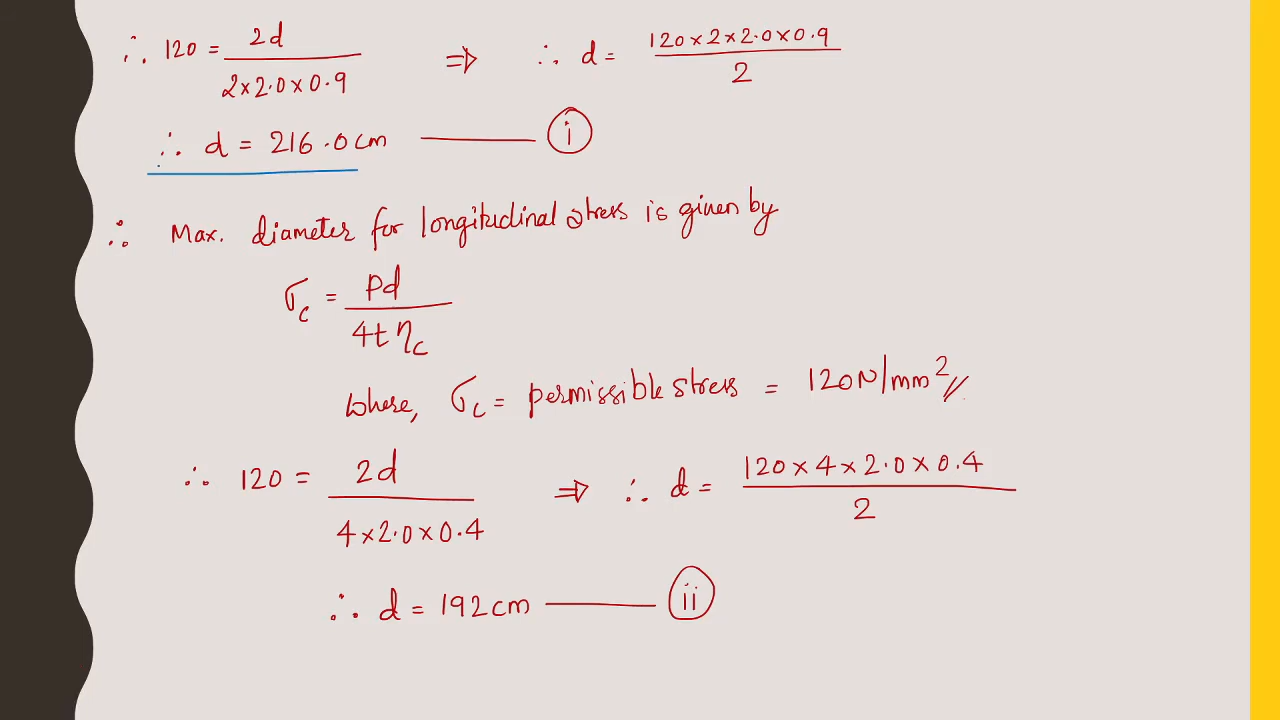 ∴ 120 = 2d / 2×2.0×0.9 ⇒ ∴ d = 120×2×2.0×0.9 / 2
∴ d = 216.0cm ——— (i)
∴ Max. diameter for longitudinal stress is given by
σc = Pd / 4t ηc
where, σc = permissible stress = 120N/mm² //
∴ 120 = 2d / 4×2.0×0.4 ⇒ ∴ d = 120×4×2.0×0.4 / 2
∴ d = 192cm ——— (ii)